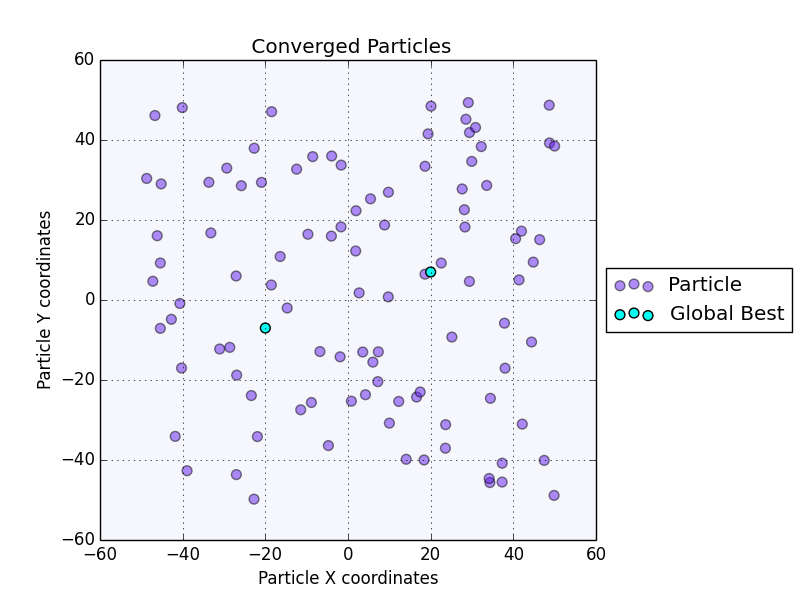 Converged Particles
60
40
20
0
−20
−40
−60
−60
−40
−20
0
20
40
60
Particle Y coordinates
Particle X coordinates
Particle
Global Best